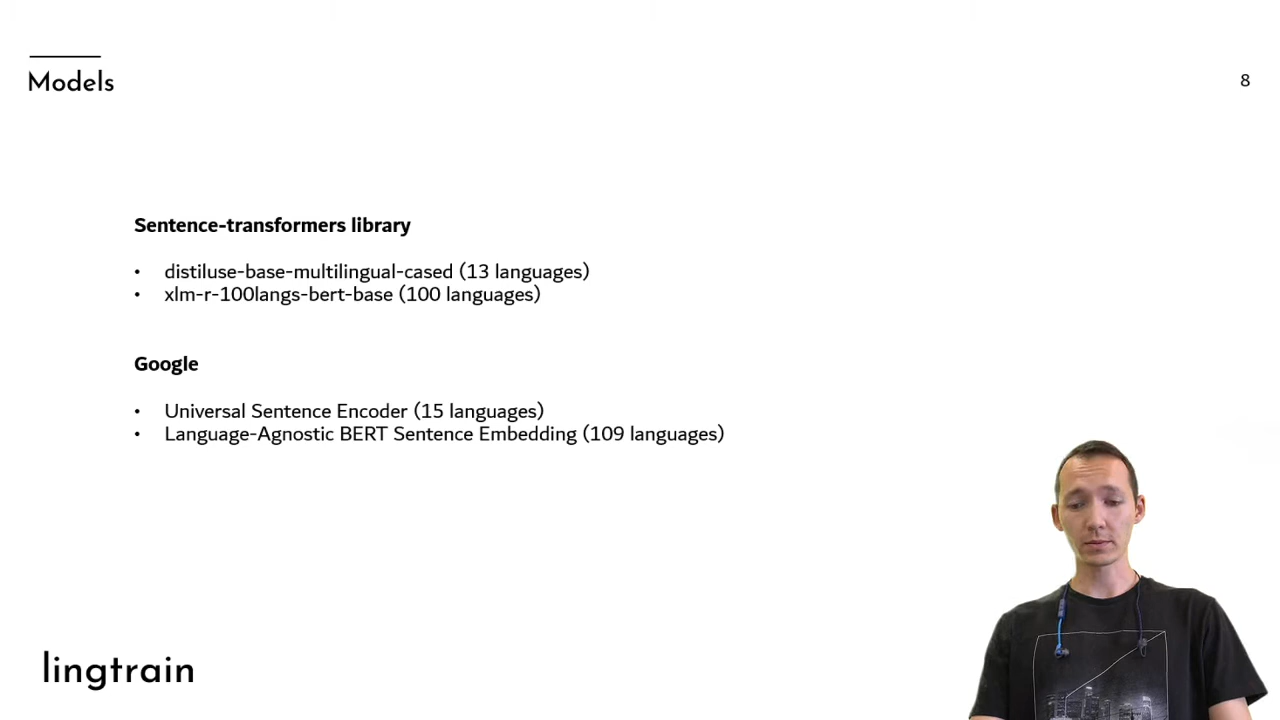 Models
8
Sentence-transformers library
• distiluse-base-multilingual-cased (13 languages)
• xlm-r-100langs-bert-base (100 languages)
Google
• Universal Sentence Encoder (15 languages)
• Language-Agnostic BERT Sentence Embedding (109 languages)
lingtrain